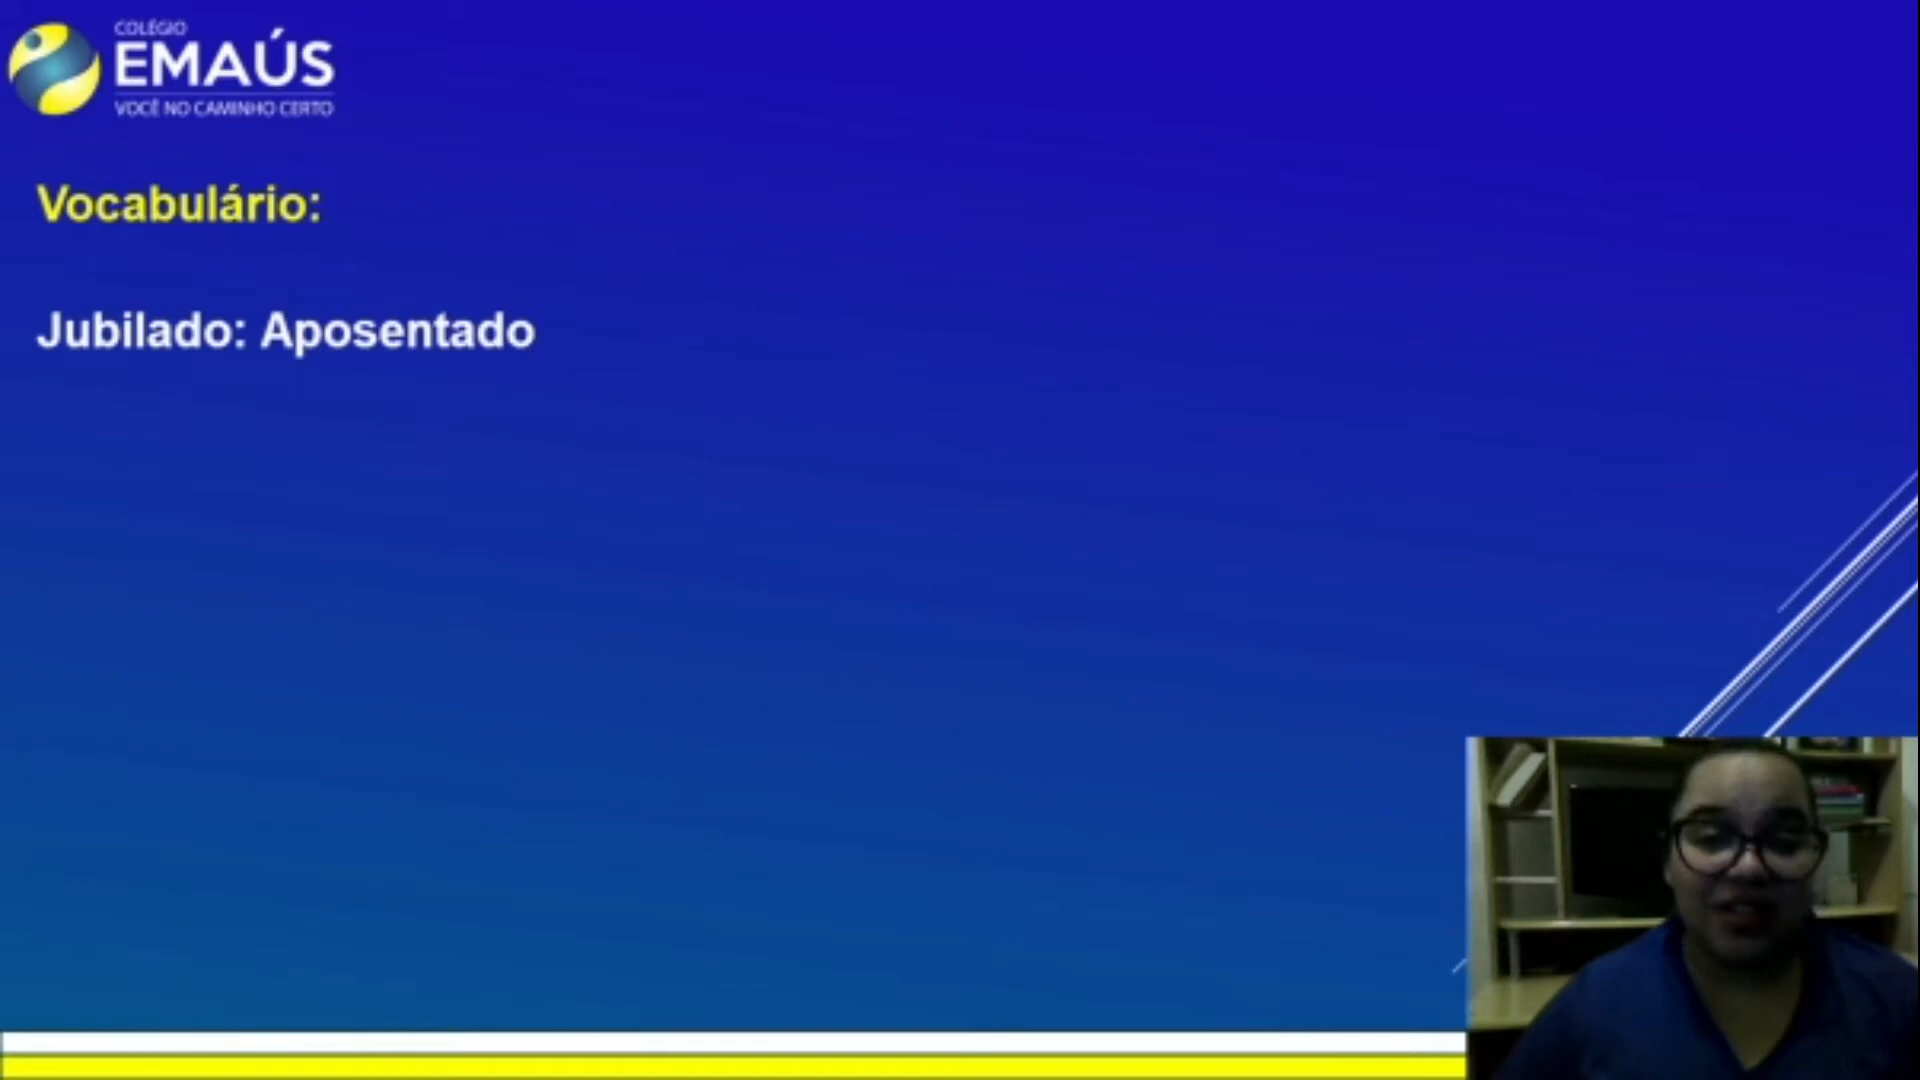 COLÉGIO
EMAÚS
VOCÊ NO CAMINHO CERTO
Vocabulário:
Jubilado: Aposentado